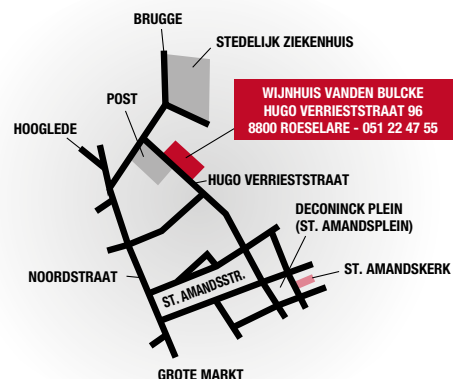 BRUGGE
STEDELIJK ZIEKENHUIS
POST
WIJNHUIS VANDEN BULCKE
HUGO VERRIESTSTRAAT 96
8800 ROESELARE - 051 22 47 55
HOOGLEDE
HUGO VERRIESTSTRAAT
DECONINCK PLEIN
(ST. AMANDSPLEIN)
NOORDSTRAAT
ST. AMANDSSTR.
ST. AMANDSKERK
GROTE MARKT